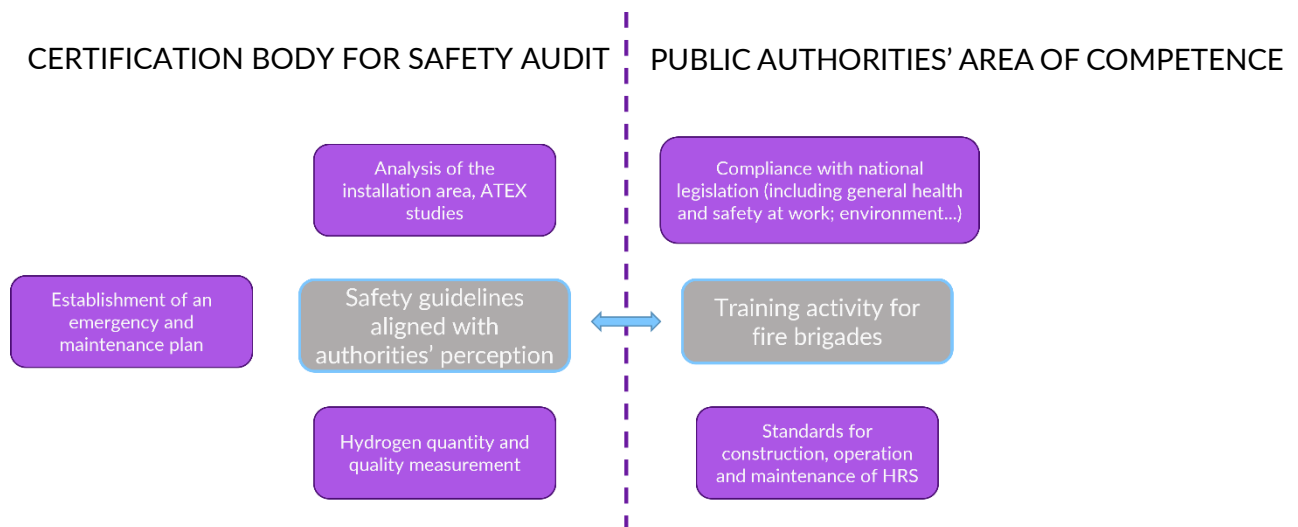 CERTIFICATION BODY FOR SAFETY AUDIT
PUBLIC AUTHORITIES' AREA OF COMPETENCE
Analysis of the
installation area, ATEX
studies
Compliance with national
legislation (including general health
and safety at work; environment...)
Establishment of an
emergency and
maintenance plan
Safety guidelines
aligned with
authorities' perception
Training activity for
fire brigades
Hydrogen quantity and
quality measurement
Standards for
construction, operation
and maintenance of HRS